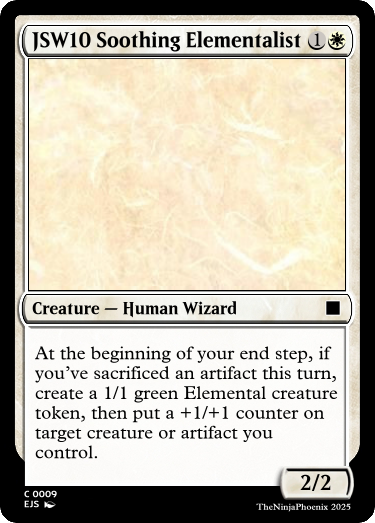 JSW10 Soothing Elementalist 1
Creature — Human Wizard
At the beginning of your end step, if
you've sacrificed an artifact this turn,
create a 1/1 green Elemental creature
token, then put a +1/+1 counter on
target creature or artifact you
control.
2/2
C 0009
EJS
TheNinjaPhoenix 2025